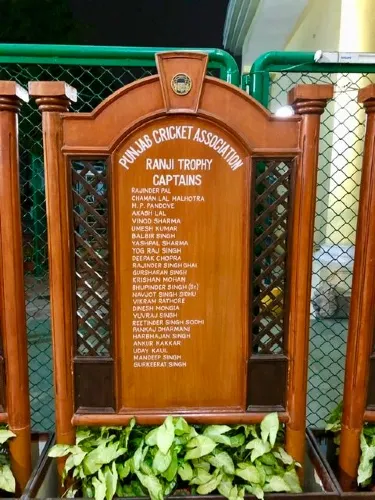 PUNJAB CRICKET ASSOCIATION
RANJI TROPHY
CAPTAINS
RAJINDER PAL
CHAMAN LAL MALHOTRA
M. P. PANDOVE
AKASH LAL
VINOD SHARMA
UMESH KUMAR
BALBIR SINGH
YASHPAL SHARMA
YOG RAJ SINGH
DEEPAK CHOPRA
RAJINDER SINGH GHAI
GURSHARAN SINGH
KRISHAN MOHAN
BHUPINDER SINGH (Sr)
NAVJOT SINGH SIDHU
VIKRAM RATHORE
DINESH MONGIA
YUVRAJ SINGH
REETINDER SINGH SODHI
PANKAJ DHARMANI
HARBHAJAN SINGH
ANKUR KAKKAR
UDAY KAUL
MANDEEP SINGH
GURKEERAT SINGH